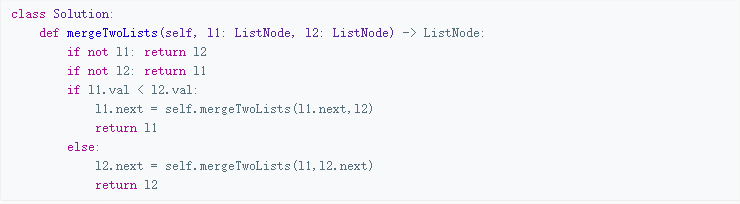 class Solution:
    def mergeTwoLists(self, l1: ListNode, l2: ListNode) -> ListNode:
        if not l1: return l2
        if not l2: return l1
        if l1.val < l2.val:
            l1.next = self.mergeTwoLists(l1.next,l2)
            return l1
        else:
            l2.next = self.mergeTwoLists(l1,l2.next)
            return l2